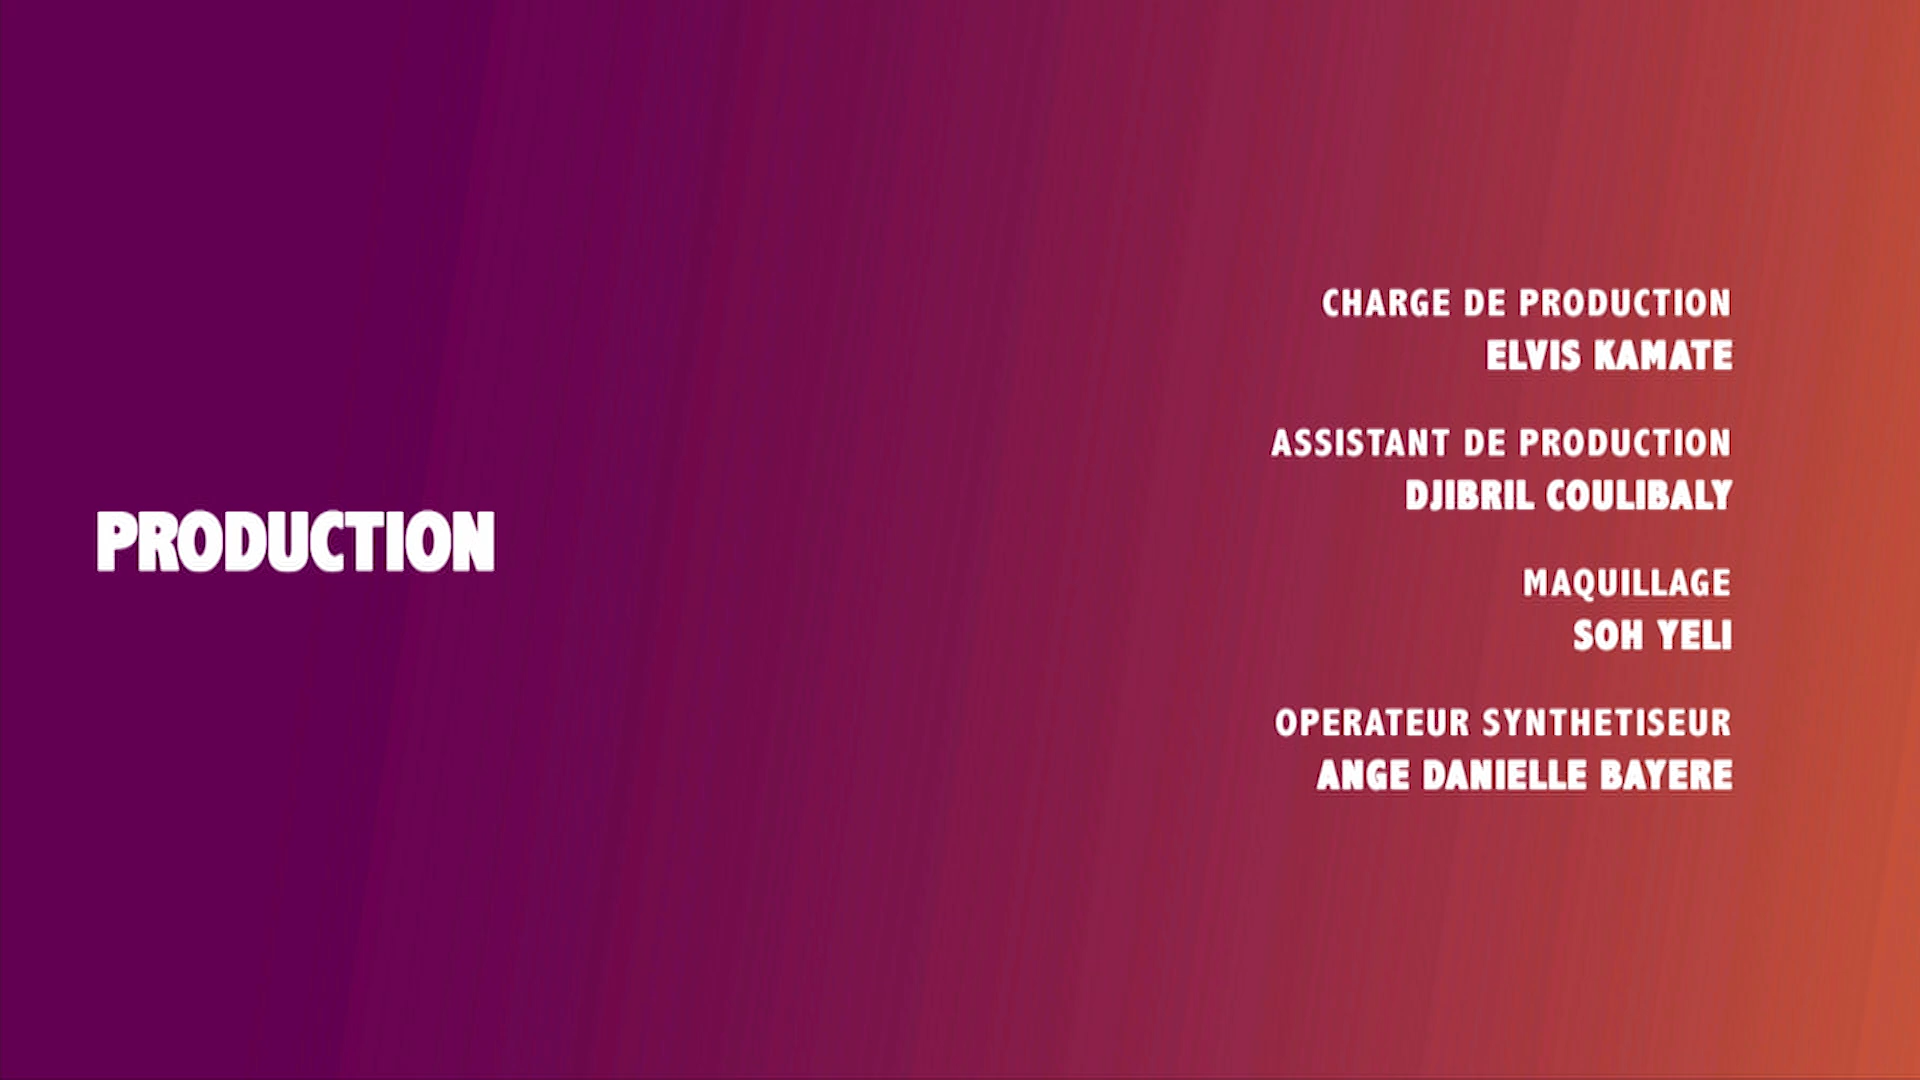 PRODUCTION
CHARGE DE PRODUCTION
ELVIS KAMATE
ASSISTANT DE PRODUCTION
DJIBRIL COULIBALY
MAQUILLAGE
SOH YELI
OPERATEUR SYNTHETISEUR
ANGE DANIELLE BAYERE